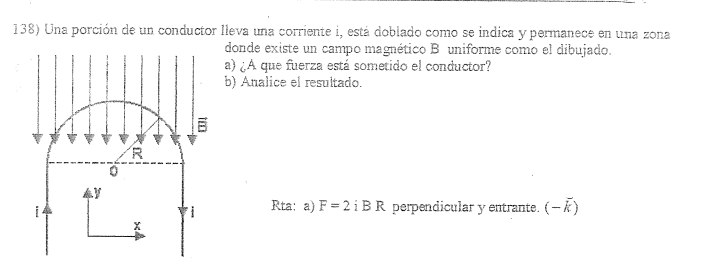 138) Una porción de un conductor lleva una corriente i, está doblado como se indica y permanece en una zona
donde existe un campo magnético B uniforme como el dibujado.
a) ¿A que fuerza está sometido el conductor?
b) Analice el resultado.
B
R
0
y
i
i
x
Rta: a) F = 2 i B R perpendicular y entrante. (-k)